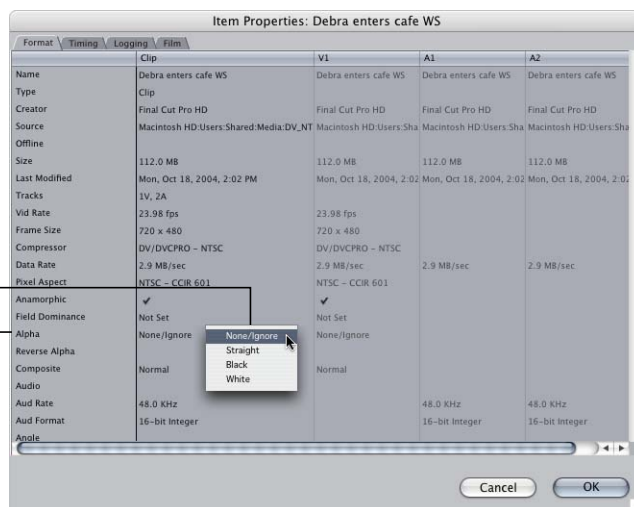 Item Properties: Debra enters cafe WS
Format Timing Logging Film
Clip V1 A1 A2
Name Debra enters cafe WS Debra enters cafe WS Debra enters cafe WS Debra enters cafe WS
Type Clip
Creator Final Cut Pro HD Final Cut Pro HD Final Cut Pro HD Final Cut Pro HD
Source Macintosh HD:Users:Shared:Media:DV_NT Macintosh HD:Users:Sha Macintosh HD:Users:Sha Macintosh HD:Users:Sha
Offline
Size 112.0 MB 112.0 MB 112.0 MB 112.0 MB
Last Modified Mon, Oct 18, 2004, 2:02 PM Mon, Oct 18, 2004, 2:02 Mon, Oct 18, 2004, 2:02 Mon, Oct 18, 2004, 2:02
Tracks 1V, 2A
Vid Rate 23.98 fps 23.98 fps
Frame Size 720 x 480 720 x 480
Compressor DV/DVCPRO - NTSC DV/DVCPRO - NTSC
Data Rate 2.9 MB/sec 2.9 MB/sec 2.9 MB/sec 2.9 MB/sec
Pixel Aspect NTSC - CCIR 601 NTSC - CCIR 601
Anamorphic ✓ ✓
Field Dominance Not Set Not Set
Alpha None/Ignore None/Ignore None/Ignore
Reverse Alpha Straight
Black
Composite Normal Normal
White
Audio
Aud Rate 48.0 KHz 48.0 KHz 48.0 KHz
Aud Format 16-bit Integer 16-bit Integer 16-bit Integer
Angle
Cancel OK